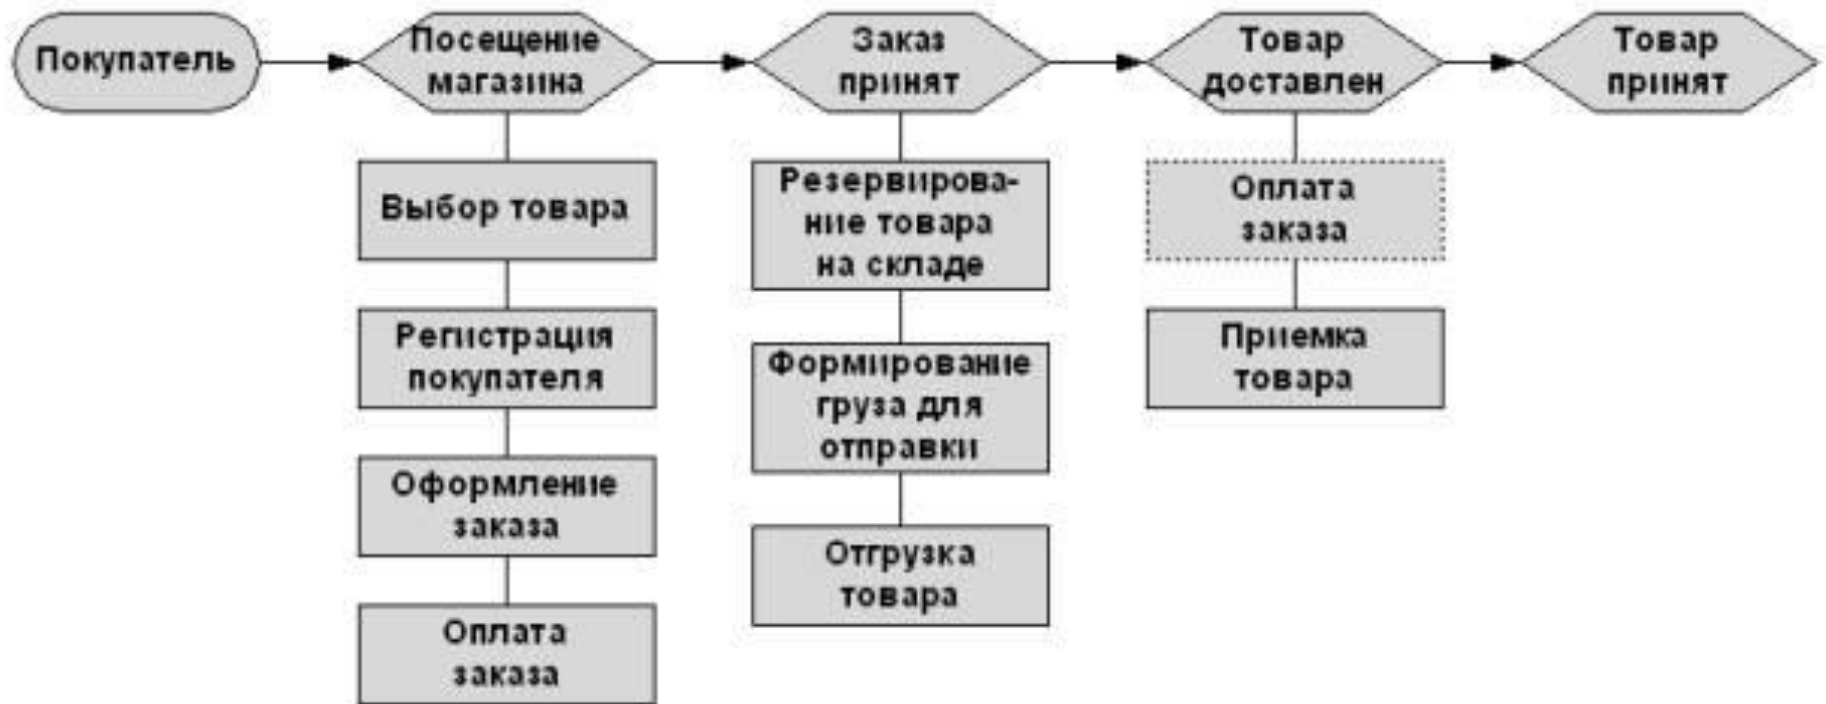 Покупатель
Посещение
магазина
Заказ
принят
Товар
доставлен
Товар
принят
Выбор товара
Регистрация
покупателя
Оформление
заказа
Оплата
заказа
Резервирова-
ние товара
на складе
Формирование
груза для
отправки
Отгрузка
товара
Оплата
заказа
Приемка
товара